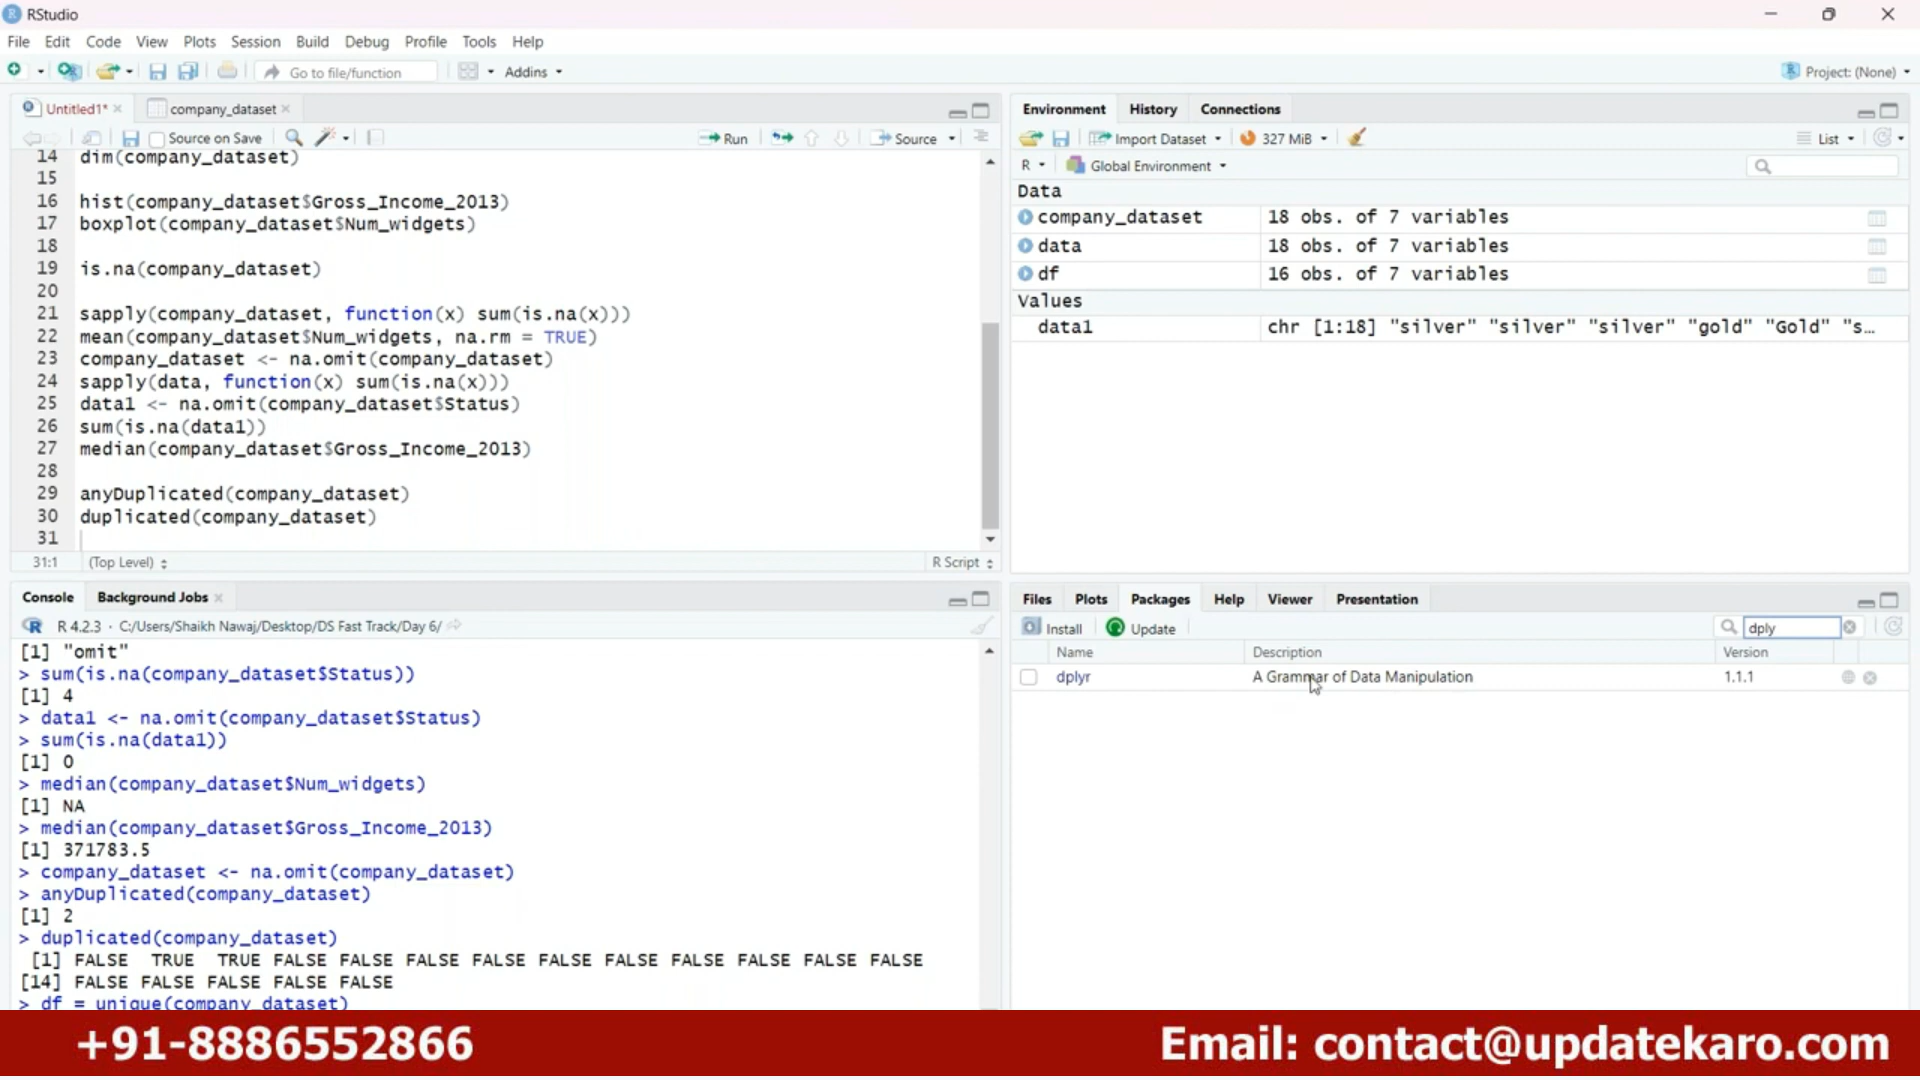 RStudio
File Edit Code View Plots Session Build Debug Profile Tools Help
Go to file/function Addins Project: (None)
Untitled1* company_dataset
Source on Save Run Source
14 dim(company_dataset)
15
16 hist(company_dataset$Gross_Income_2013)
17 boxplot(company_dataset$Num_widgets)
18
19 is.na(company_dataset)
20
21 sapply(company_dataset, function(x) sum(is.na(x)))
22 mean(company_dataset$Num_widgets, na.rm = TRUE)
23 company_dataset <- na.omit(company_dataset)
24 sapply(data, function(x) sum(is.na(x)))
25 data1 <- na.omit(company_dataset$Status)
26 sum(is.na(data1))
27 median(company_dataset$Gross_Income_2013)
28
29 anyDuplicated(company_dataset)
30 duplicated(company_dataset)
31
31:1 (Top Level) R Script
Console Background Jobs
R 4.2.3 · C:/Users/Shaikh Nawaj/Desktop/DS Fast Track/Day 6/
[1] "omit"
> sum(is.na(company_dataset$Status))
[1] 4
> data1 <- na.omit(company_dataset$Status)
> sum(is.na(data1))
[1] 0
> median(company_dataset$Num_widgets)
[1] NA
> median(company_dataset$Gross_Income_2013)
[1] 371783.5
> company_dataset <- na.omit(company_dataset)
> anyDuplicated(company_dataset)
[1] 2
> duplicated(company_dataset)
[1] FALSE TRUE TRUE FALSE FALSE FALSE FALSE FALSE FALSE FALSE FALSE FALSE FALSE
[14] FALSE FALSE FALSE FALSE FALSE
> df = unique(company_dataset)
Environment History Connections
Import Dataset 327 MiB List
R Global Environment
Data
company_dataset 18 obs. of 7 variables
data 18 obs. of 7 variables
df 16 obs. of 7 variables
Values
data1 chr [1:18] "silver" "silver" "silver" "gold" "Gold" "s…
Files Plots Packages Help Viewer Presentation
Install Update dply
Name Description Version
dplyr A Grammar of Data Manipulation 1.1.1
+91-8886552866 Email: contact@updatekaro.com